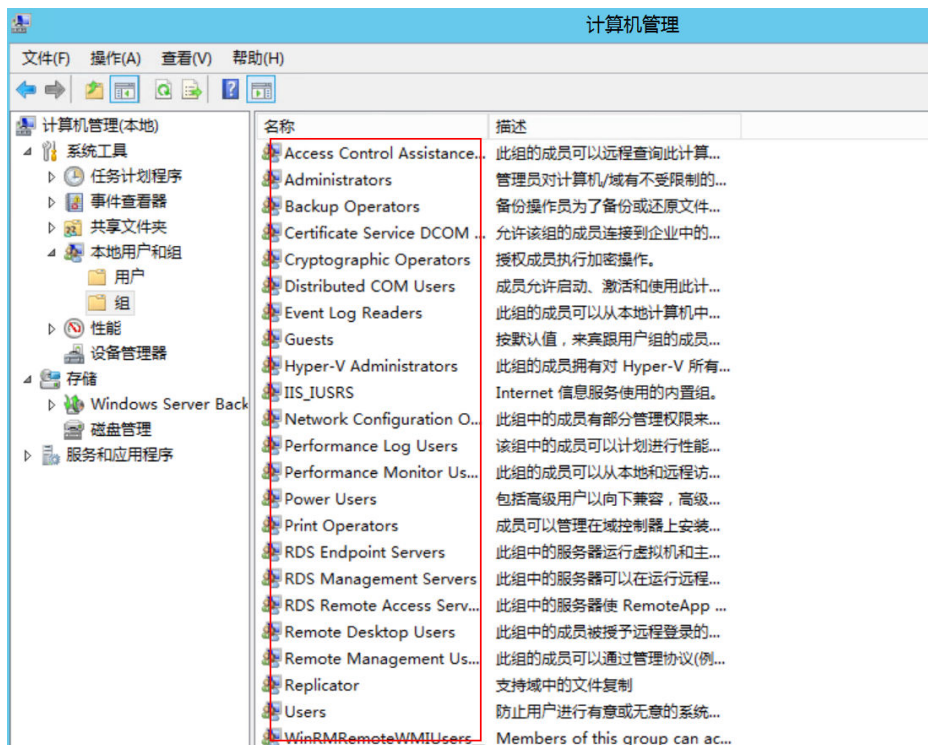 计算机管理
文件(F) 操作(A) 查看(V) 帮助(H)
计算机管理(本地)
系统工具
任务计划程序
事件查看器
共享文件夹
本地用户和组
用户
组
性能
设备管理器
存储
Windows Server Back
磁盘管理
服务和应用程序
名称 描述
Access Control Assistance... 此组的成员可以远程查询此计算...
Administrators 管理员对计算机/域有不受限制的...
Backup Operators 备份操作员为了备份或还原文件...
Certificate Service DCOM ... 允许该组的成员连接到企业中的...
Cryptographic Operators 授权成员执行加密操作。
Distributed COM Users 成员允许启动、激活和使用此计...
Event Log Readers 此组的成员可以从本地计算机中...
Guests 按默认值，来宾跟用户组的成员...
Hyper-V Administrators 此组的成员拥有对 Hyper-V 所有...
IIS_IUSRS Internet 信息服务使用的内置组。
Network Configuration O... 此组中的成员有部分管理权限来...
Performance Log Users 该组中的成员可以计划进行性能...
Performance Monitor Us... 此组的成员可以从本地和远程访...
Power Users 包括高级用户以向下兼容，高级...
Print Operators 成员可以管理在域控制器上安装...
RDS Endpoint Servers 此组中的服务器运行虚拟机和主...
RDS Management Servers 此组中的服务器可以在运行远程...
RDS Remote Access Serv... 此组中的服务器使 RemoteApp ...
Remote Desktop Users 此组中的成员被授予远程登录的...
Remote Management Us... 此组的成员可以通过管理协议(例...
Replicator 支持域中的文件复制
Users 防止用户进行有意或无意的系统...
WinRMRemoteWMIUsers Members of this group can ac...